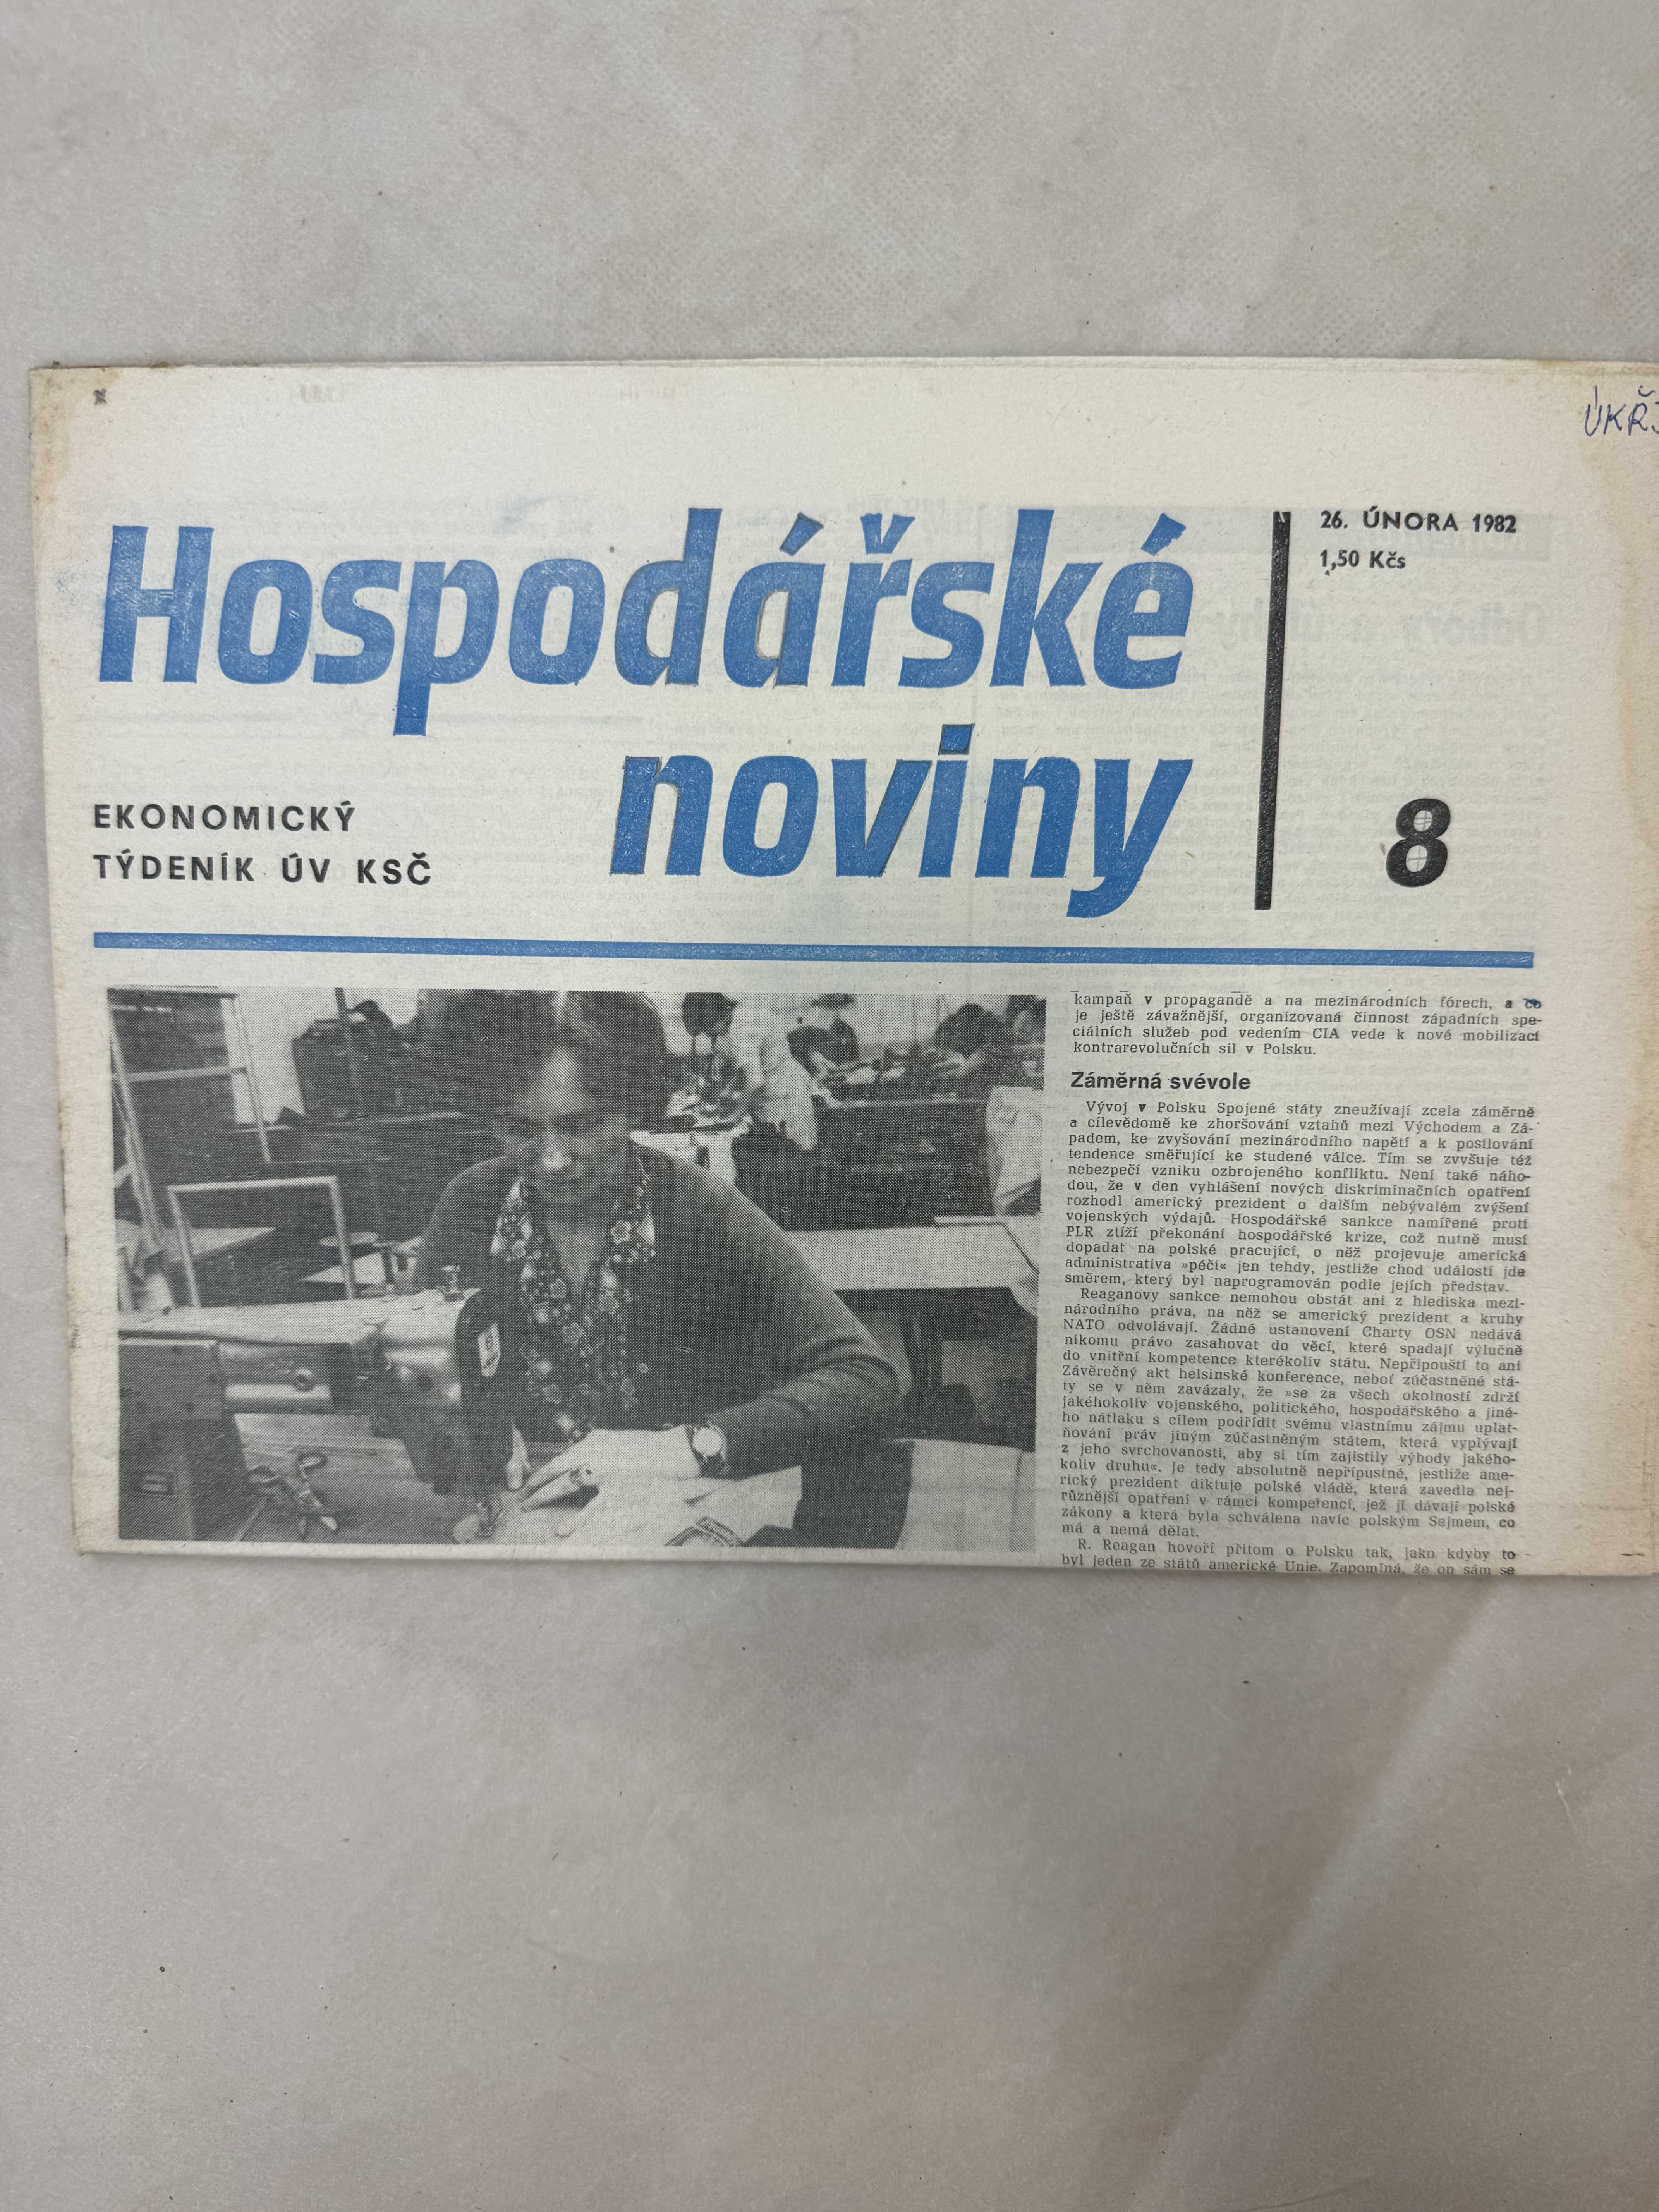 ÚKŘ
Hospodářské
noviny
EKONOMICKÝ
TÝDENÍK ÚV KSČ
26. ÚNORA 1982
1,50 Kčs
8
kampaň v propagandě a na mezinárodních fórech, a co
je ještě závažnější, organizovaná činnost západních spe-
ciálních služeb pod vedením CIA vede k nové mobilizaci
kontrarevolučních sil v Polsku.
Záměrná svévole
Vývoj v Polsku Spojené státy zneužívají zcela záměrně
a cílevědomě ke zhoršování vztahů mezi Východem a Zá-
padem, ke zvyšování mezinárodního napětí a k posilování
tendence směřující ke studené válce. Tím se zvyšuje též
nebezpečí vzniku ozbrojeného konfliktu. Není také náho-
dou, že v den vyhlášení nových diskriminačních opatření
rozhodl americký prezident o dalším nebývalém zvýšení
vojenských výdajů. Hospodářské sankce namířené proti
PLR ztíží překonání hospodářské krize, což nutně musí
dopadat na polské pracující, o něž projevuje americká
administrativa »péči« jen tehdy, jestliže chod událostí jde
směrem, který byl naprogramován podle jejích představ.
Reaganovy sankce nemohou obstát ani z hlediska mezi-
národního práva, na něž se americký prezident a kruhy
NATO odvolávají. Žádné ustanovení Charty OSN nedává
nikomu právo zasahovat do věcí, které spadají výlučně
do vnitřní kompetence kterékoliv státu. Nepřipouští to ani
Závěrečný akt helsinské konference, neboť zúčastněné stá-
ty se v něm zavázaly, že »se za všech okolností zdrží
jakéhokoliv vojenského, politického, hospodářského a jiné-
ho nátlaku s cílem podřídit svému vlastnímu zájmu uplat-
ňování práv jiným zúčastněným státem, která vyplývají
z jeho svrchovanosti, aby si tím zajistily výhody jakého-
koliv druhu«. Je tedy absolutně nepřípustné, jestliže ame-
rický prezident diktuje polské vládě, která zavedla nej-
různější opatření v rámci kompetencí, jež jí dávají polské
zákony a která byla schválena navíc polským Sejmem, co
má a nemá dělat.
R. Reagan hovoří přitom o Polsku tak, jako kdyby to
byl jeden ze států americké Unie. Zapomíná, že on sám se